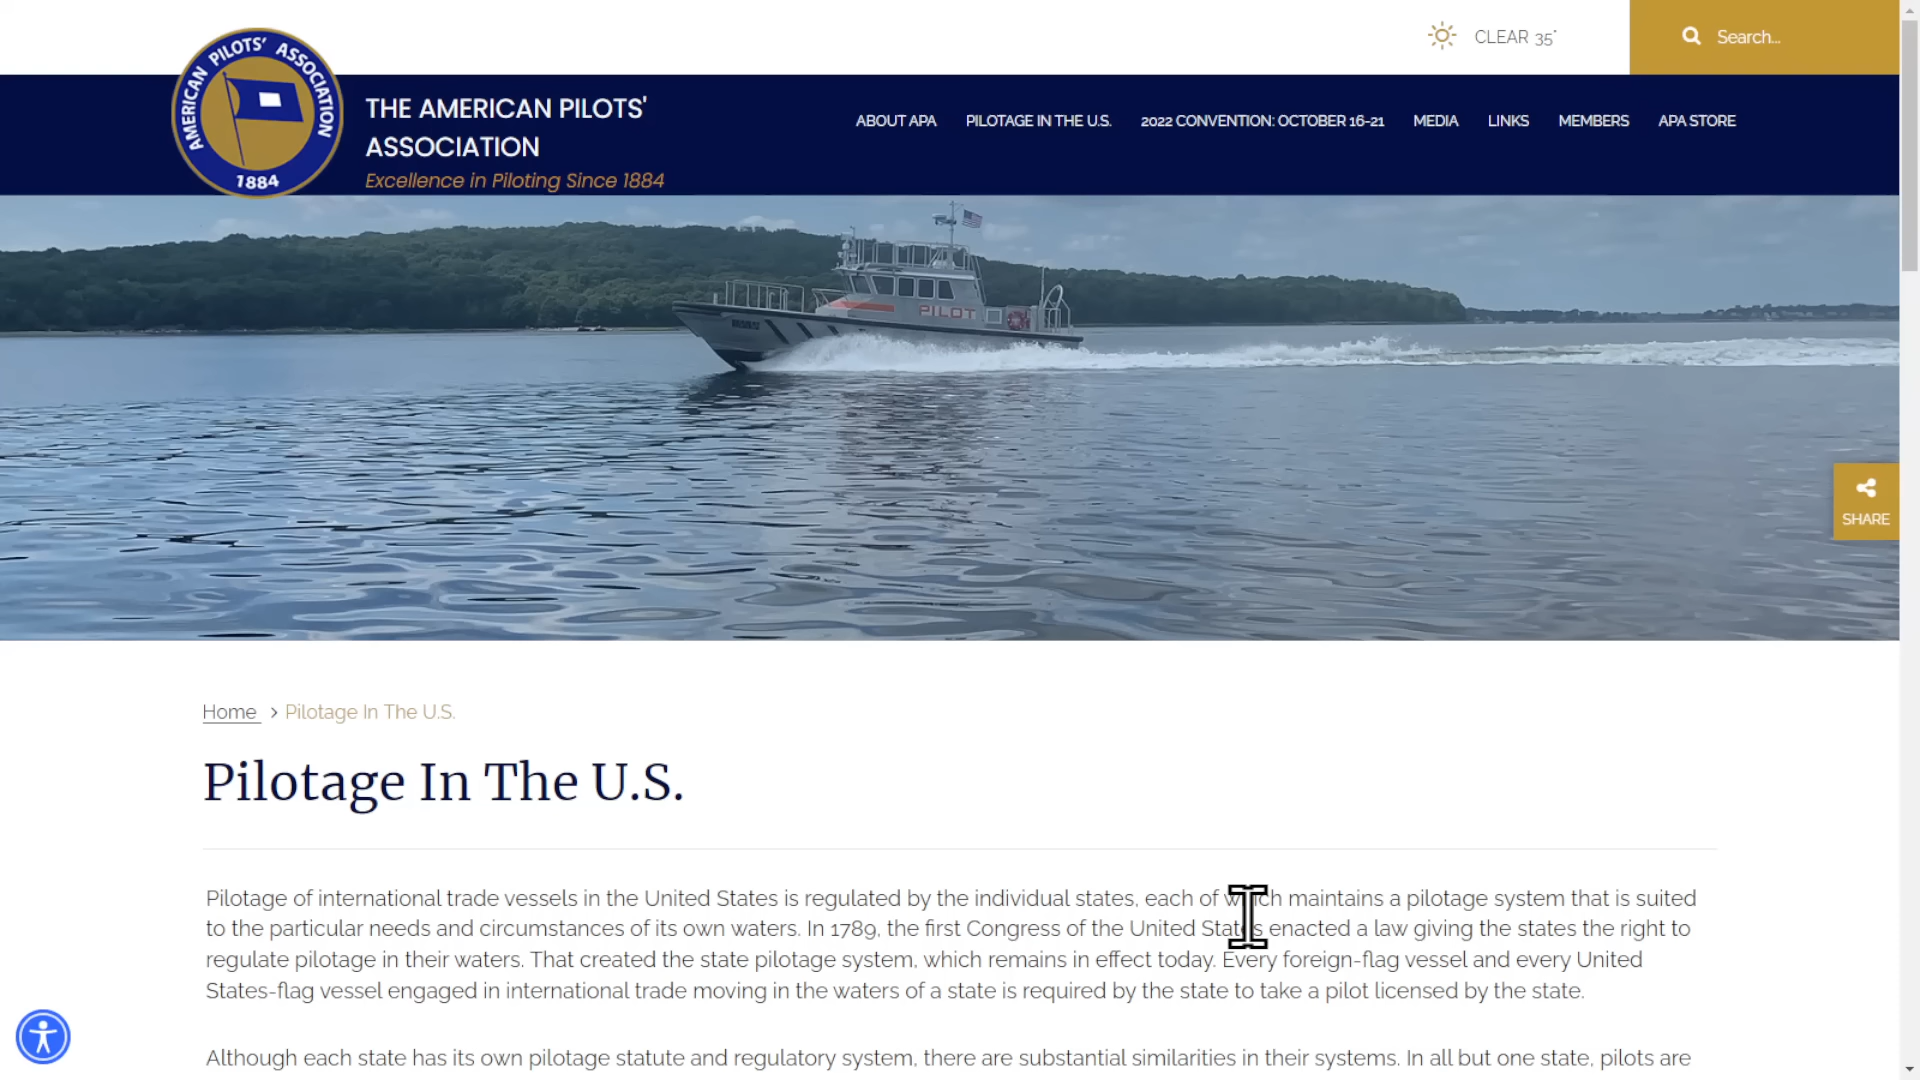 CLEAR 35°
Search...
AMERICAN PILOTS' ASSOCIATION
1884
THE AMERICAN PILOTS'
ASSOCIATION
Excellence in Piloting Since 1884
ABOUT APA PILOTAGE IN THE U.S. 2022 CONVENTION: OCTOBER 16-21 MEDIA LINKS MEMBERS APA STORE
PILOT
SHARE
Home > Pilotage In The U.S.
Pilotage In The U.S.
Pilotage of international trade vessels in the United States is regulated by the individual states, each of which maintains a pilotage system that is suited
to the particular needs and circumstances of its own waters. In 1789, the first Congress of the United States enacted a law giving the states the right to
regulate pilotage in their waters. That created the state pilotage system, which remains in effect today. Every foreign-flag vessel and every United
States-flag vessel engaged in international trade moving in the waters of a state is required by the state to take a pilot licensed by the state.
Although each state has its own pilotage statute and regulatory system, there are substantial similarities in their systems. In all but one state, pilots are